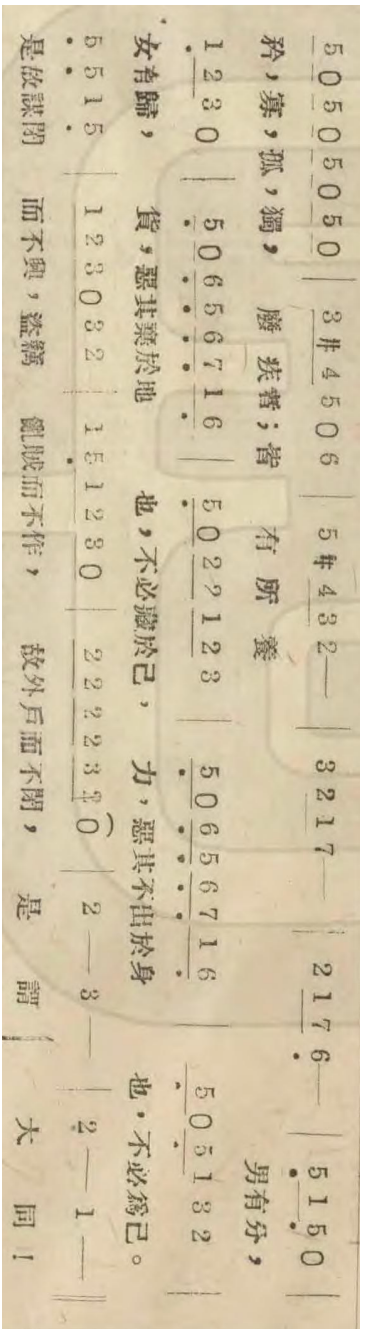 5 0 5 0 5 0 5 0 | 3 #4 5 0 6 | 5 #4 3 2 — | 3 2 1 7 — | 2 1 7 6 — | 5 1 5 0 |
矜，寡，孤，獨， 廢疾者；皆 有所養 男有分，
1 2 3 0 | 5 0 6 5 6 7 1 6 | 5 0 2 2 1 2 3 | 5 0 6 5 6 7 1 6 | 5 0 5 1 3 2 |
女有歸， 貨，惡其棄於地 也，不必藏於己， 力，惡其不出於身 也，不必為己。
5 5 1 5 | 1 2 3 0 3 2 | 1 5 1 2 3 0 | 2 2 2 2 3 2 0 | 2 — 3 — | 2 — 1 — ‖
是故謀閉 而不興，盜竊 亂賊而不作， 故外戶而不閉， 是謂 大同！